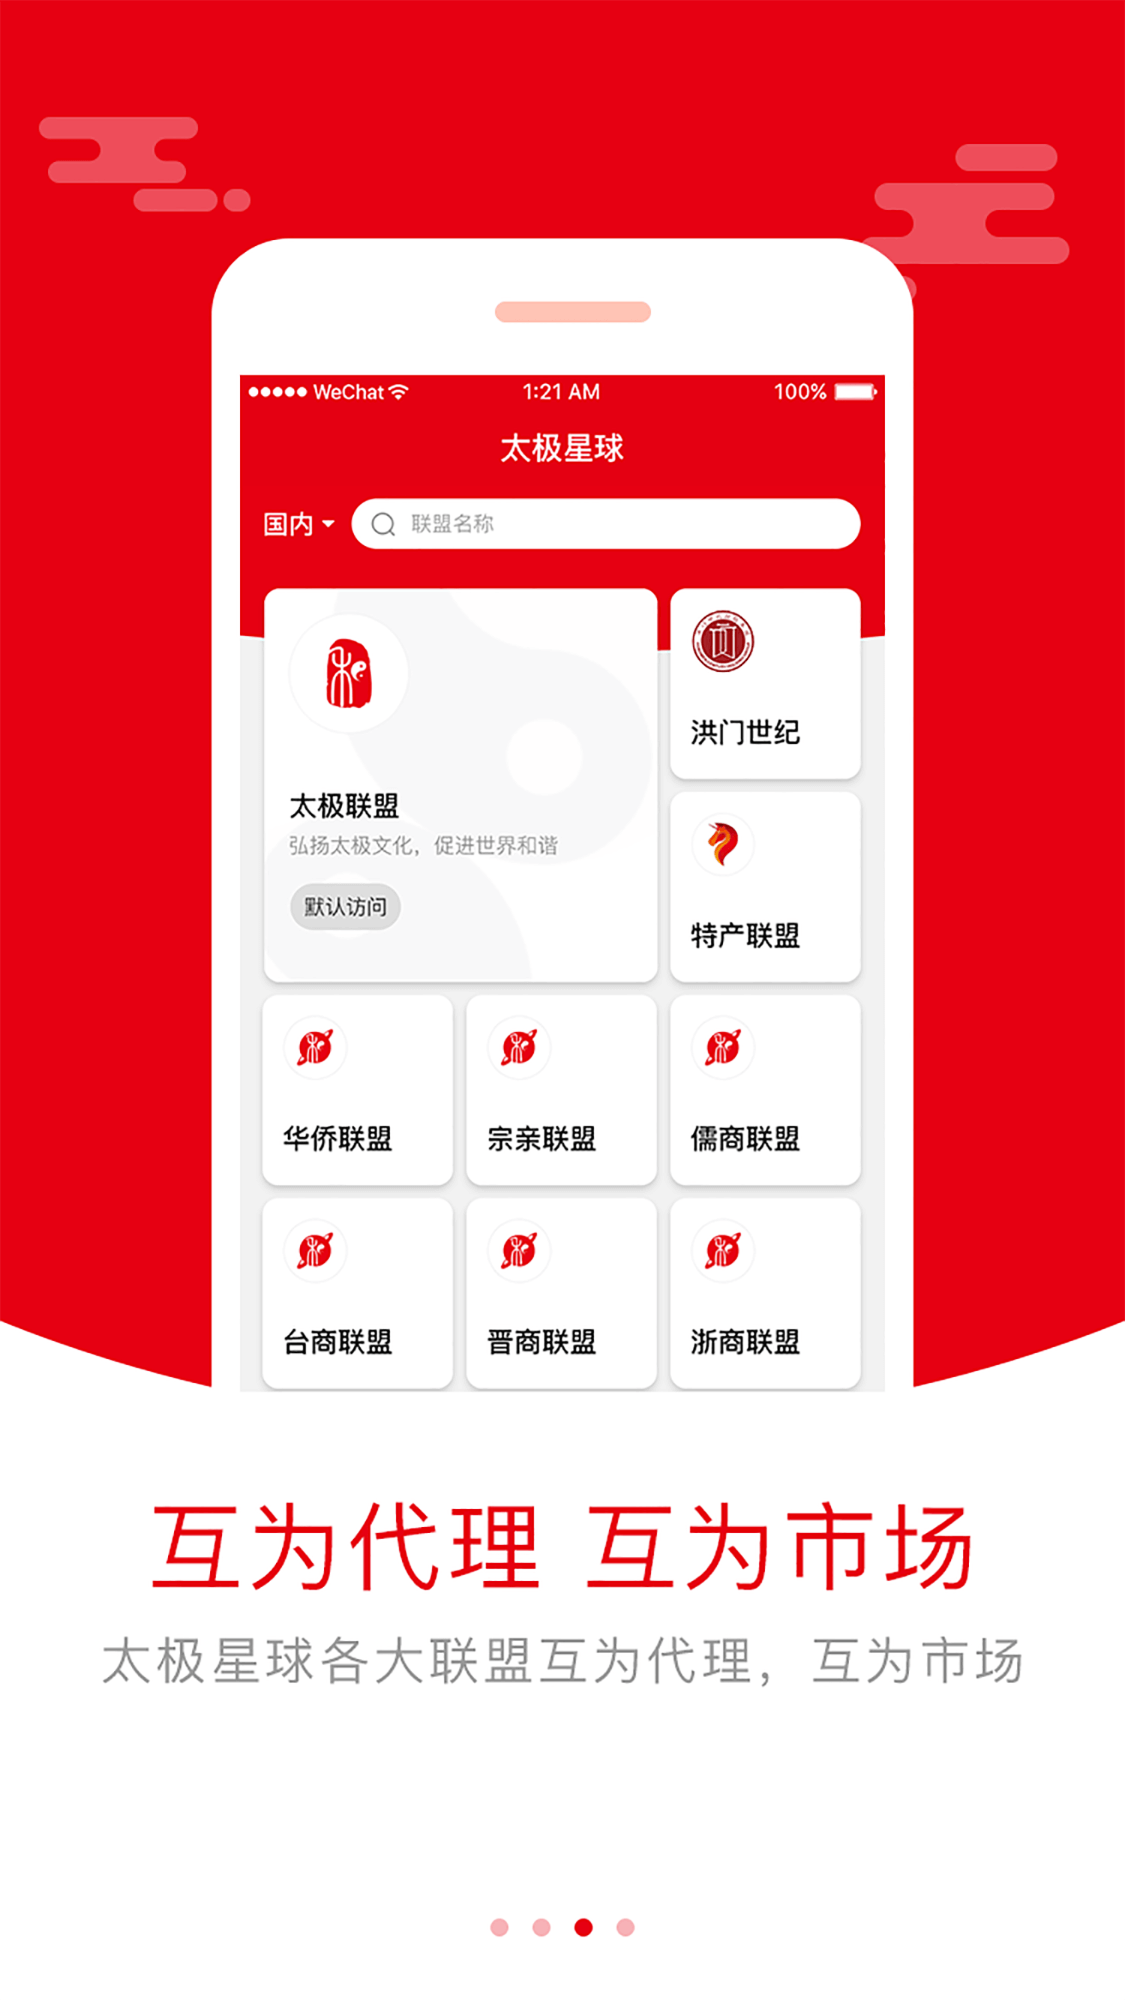 WeChat 1:21 AM 100%
太极星球
国内 联盟名称
太极联盟
弘扬太极文化，促进世界和谐
默认访问
洪门世纪
特产联盟
华侨联盟 宗亲联盟 儒商联盟
台商联盟 晋商联盟 浙商联盟
互为代理 互为市场
太极星球各大联盟互为代理，互为市场